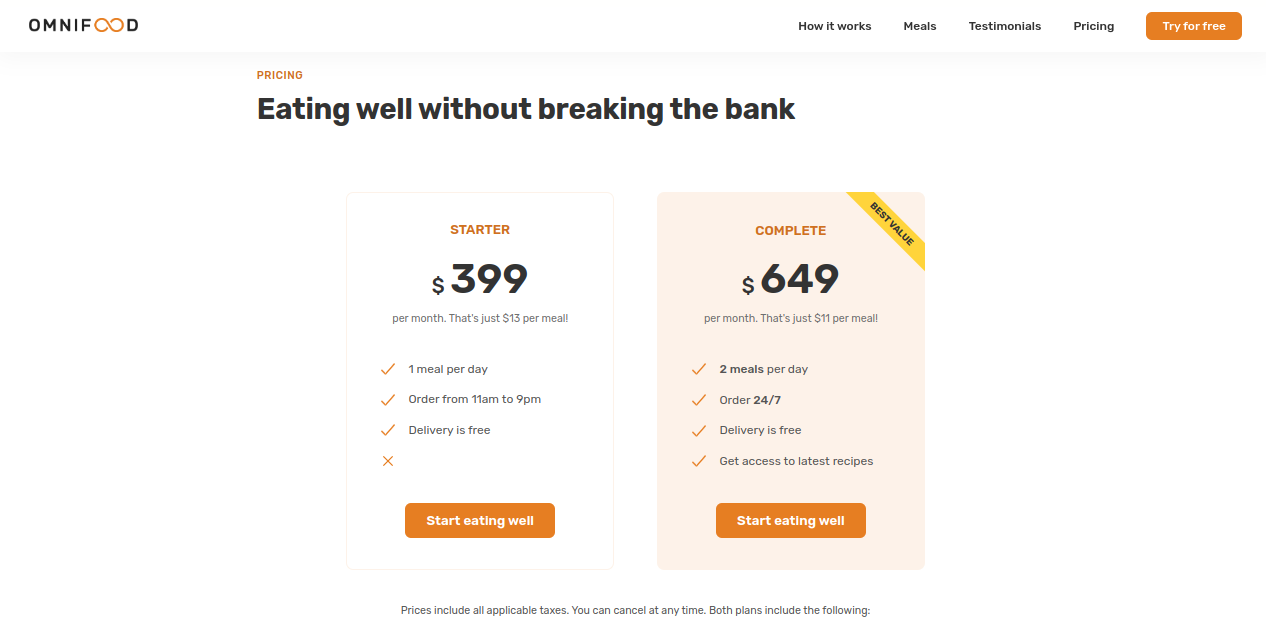 OMNIFOOD
How it works
Meals
Testimonials
Pricing
Try for free
PRICING
Eating well without breaking the bank
STARTER
$ 399
per month. That's just $13 per meal!
1 meal per day
Order from 11am to 9pm
Delivery is free
Start eating well
BEST VALUE
COMPLETE
$ 649
per month. That's just $11 per meal!
2 meals per day
Order 24/7
Delivery is free
Get access to latest recipes
Start eating well
Prices include all applicable taxes. You can cancel at any time. Both plans include the following: